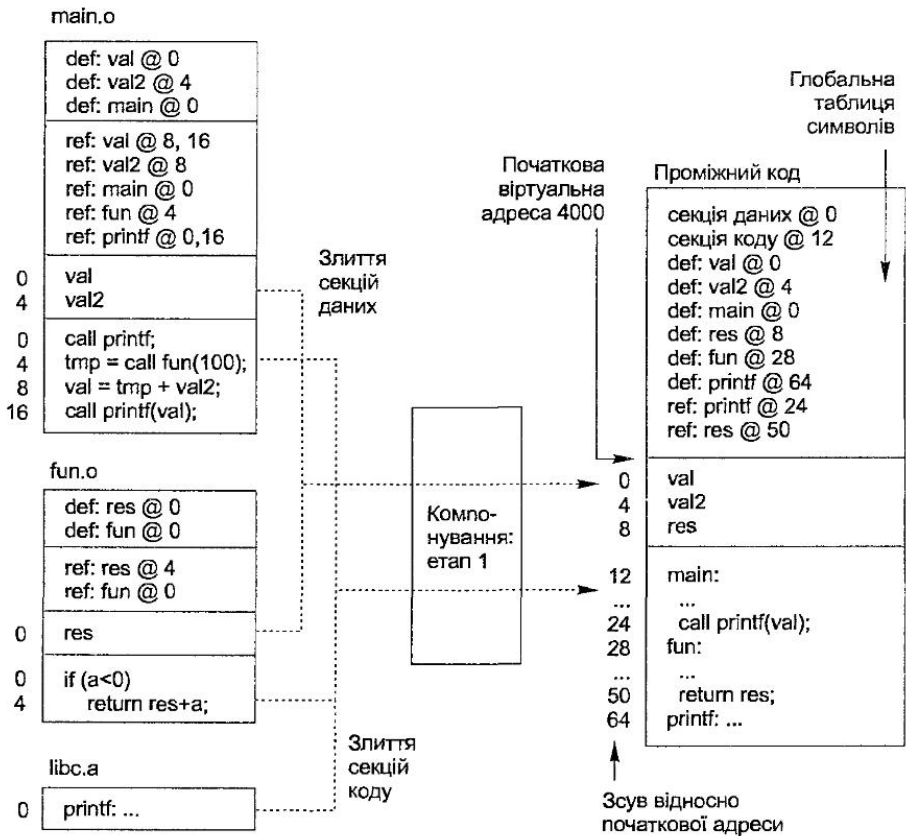 main.o
def: val @ 0
def: val2 @ 4
def: main @ 0
ref: val @ 8, 16
ref: val2 @ 8
ref: main @ 0
ref: fun @ 4
ref: printf @ 0,16
0 val
4 val2
0 call printf;
4 tmp = call fun(100);
8 val = tmp + val2;
16 call printf(val);
fun.o
def: res @ 0
def: fun @ 0
ref: res @ 4
ref: fun @ 0
0 res
0 if (a<0)
4 return res+a;
libc.a
0 printf: ...
Злиття
секцій
даних
Злиття
секцій
коду
Компо-
нування:
етап 1
Початкова
віртуальна
адреса 4000
Глобальна
таблиця
символів
Проміжний код
секція даних @ 0
секція коду @ 12
def: val @ 0
def: val2 @ 4
def: main @ 0
def: res @ 8
def: fun @ 28
def: printf @ 64
ref: printf @ 24
ref: res @ 50
0 val
4 val2
8 res
12 main:
... ...
24 call printf(val);
28 fun:
... ...
50 return res;
64 printf: ...
Зсув відносно
початкової адреси